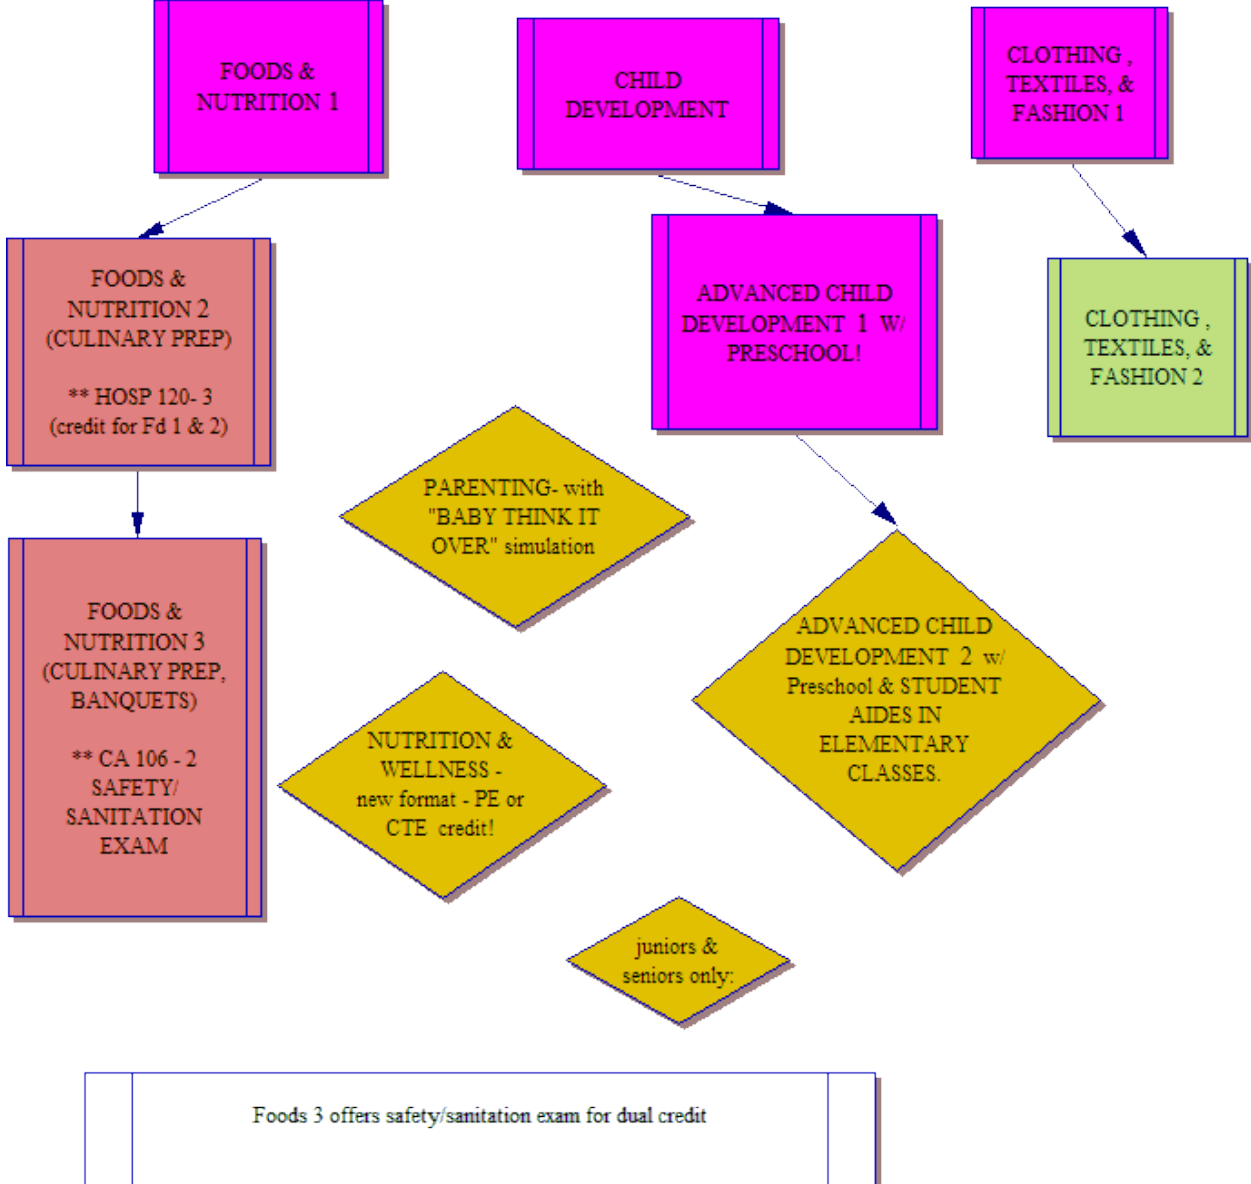 FOODS &
NUTRITION 1
CHILD
DEVELOPMENT
CLOTHING ,
TEXTILES, &
FASHION 1
FOODS &
NUTRITION 2
(CULINARY PREP)
** HOSP 120- 3
(credit for Fd 1 & 2)
ADVANCED CHILD
DEVELOPMENT 1 W/
PRESCHOOL!
CLOTHING ,
TEXTILES, &
FASHION 2
PARENTING- with
"BABY THINK IT
OVER" simulation
FOODS &
NUTRITION 3
(CULINARY PREP,
BANQUETS)
** CA 106 - 2
SAFETY/
SANITATION
EXAM
ADVANCED CHILD
DEVELOPMENT 2 w/
Preschool & STUDENT
AIDES IN
ELEMENTARY
CLASSES.
NUTRITION &
WELLNESS -
new format - PE or
CTE credit!
juniors &
seniors only:
Foods 3 offers safety/sanitation exam for dual credit